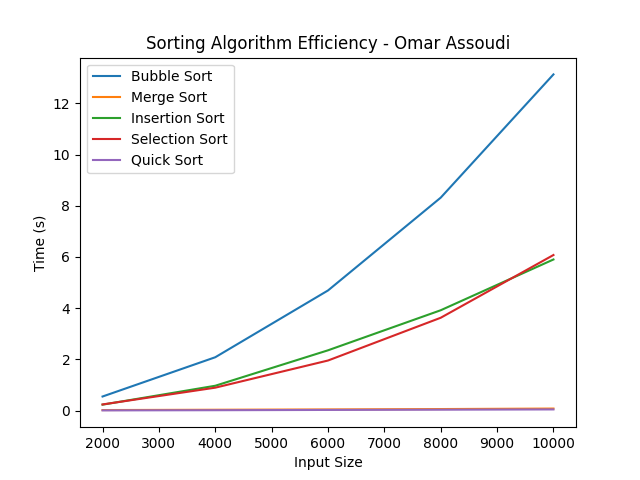 Sorting Algorithm Efficiency - Omar Assoudi
Bubble Sort
Merge Sort
Insertion Sort
Selection Sort
Quick Sort
Time (s)
12
10
8
6
4
2
0
2000 3000 4000 5000 6000 7000 8000 9000 10000
Input Size